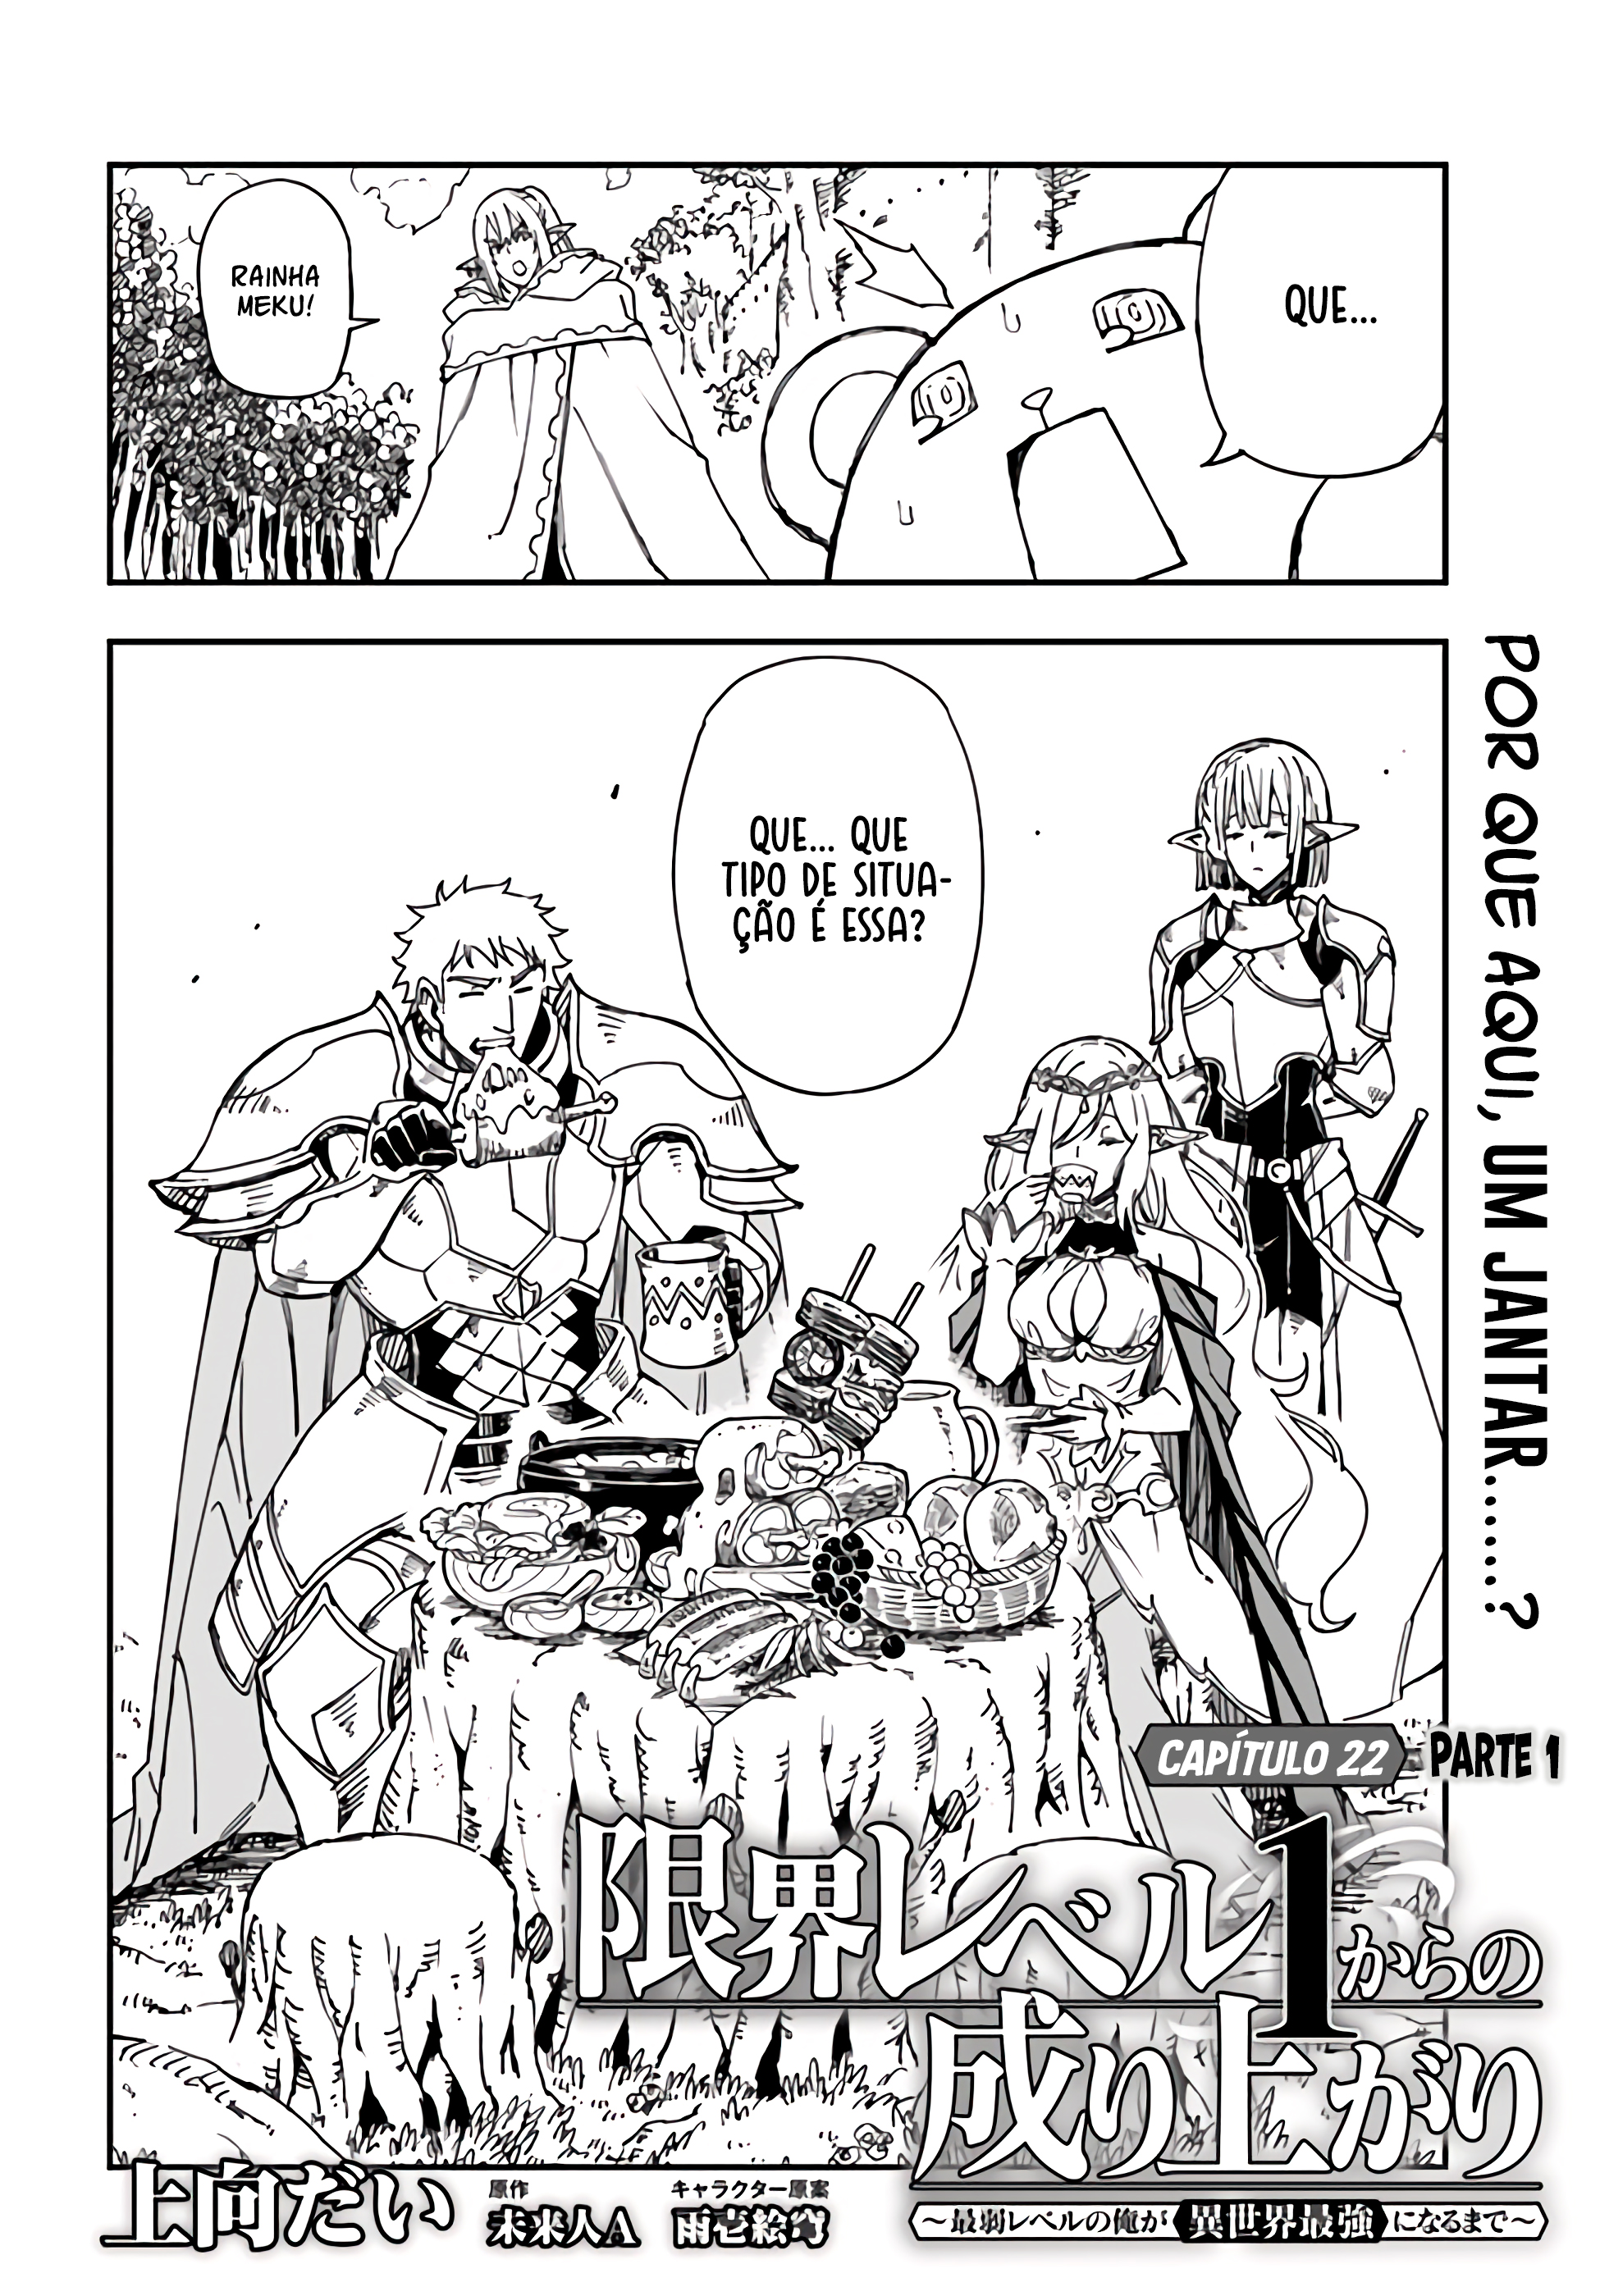 QUE...
RAINHA
MEKU!
POR QUE AQUI, UM JANTAR......?
QUE... QUE
TIPO DE SITUA-
ÇÃO É ESSA?
CAPÍTULO 22 PARTE 1
限界レベル1からの
成り上がり
～最弱レベルの俺が異世界最強になるまで～
上向だい
原作
未来人A
キャラクター原案
雨壱絵穹